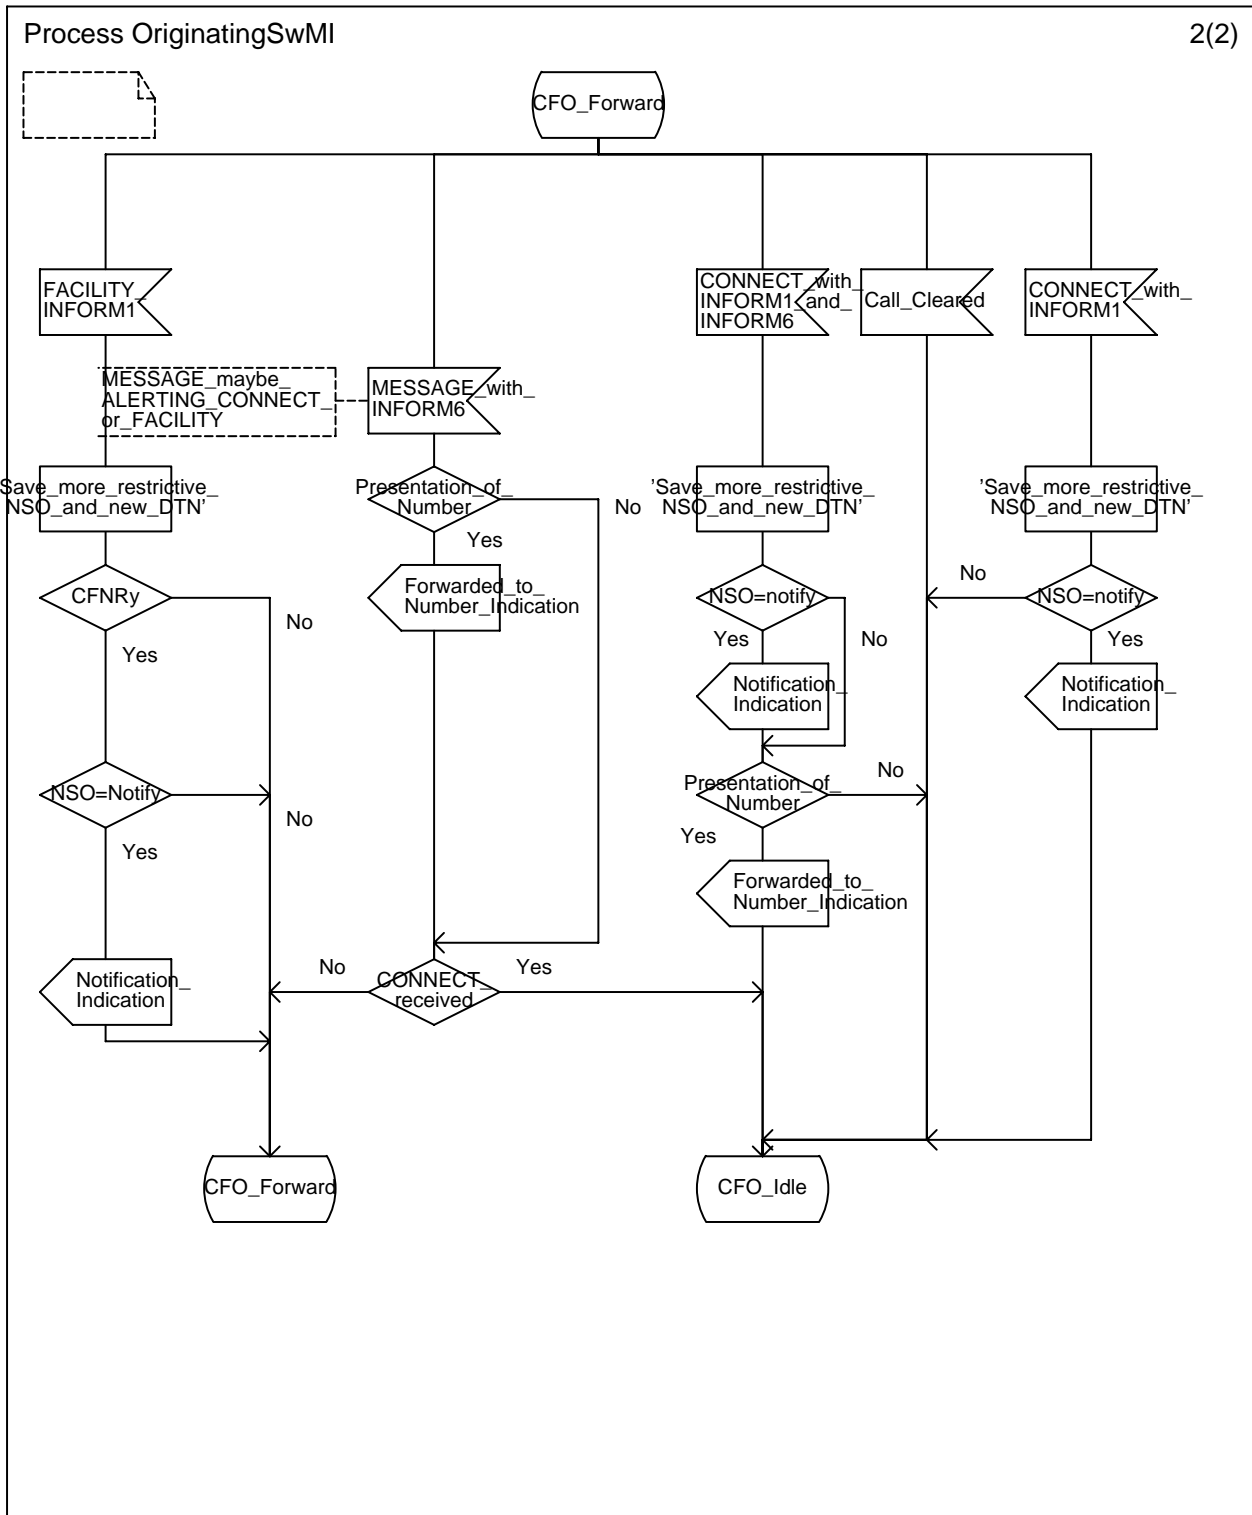 Process OriginatingSwMI
2(2)
CFO_Forward
FACILITY_
INFORM1
CONNECT_with_
INFORM1_and_
INFORM6
Call_Cleared
CONNECT_with_
INFORM1
MESSAGE_maybe_
ALERTING_CONNECT_
or_FACILITY
MESSAGE_with_
INFORM6
Save_more_restrictive_
NSO_and_new_DTN'
Presentation_of_
Number
No
Yes
'Save_more_restrictive_
NSO_and_new_DTN'
'Save_more_restrictive_
NSO_and_new_DTN'
CFNRy
No
Yes
Forwarded_to_
Number_Indication
NSO=notify
Yes
No
No
NSO=notify
Yes
Notification_
Indication
Notification_
Indication
NSO=Notify
No
Yes
Presentation_of_
Number
No
Yes
Forwarded_to_
Number_Indication
Notification_
Indication
No
CONNECT_
received
Yes
CFO_Forward
CFO_Idle